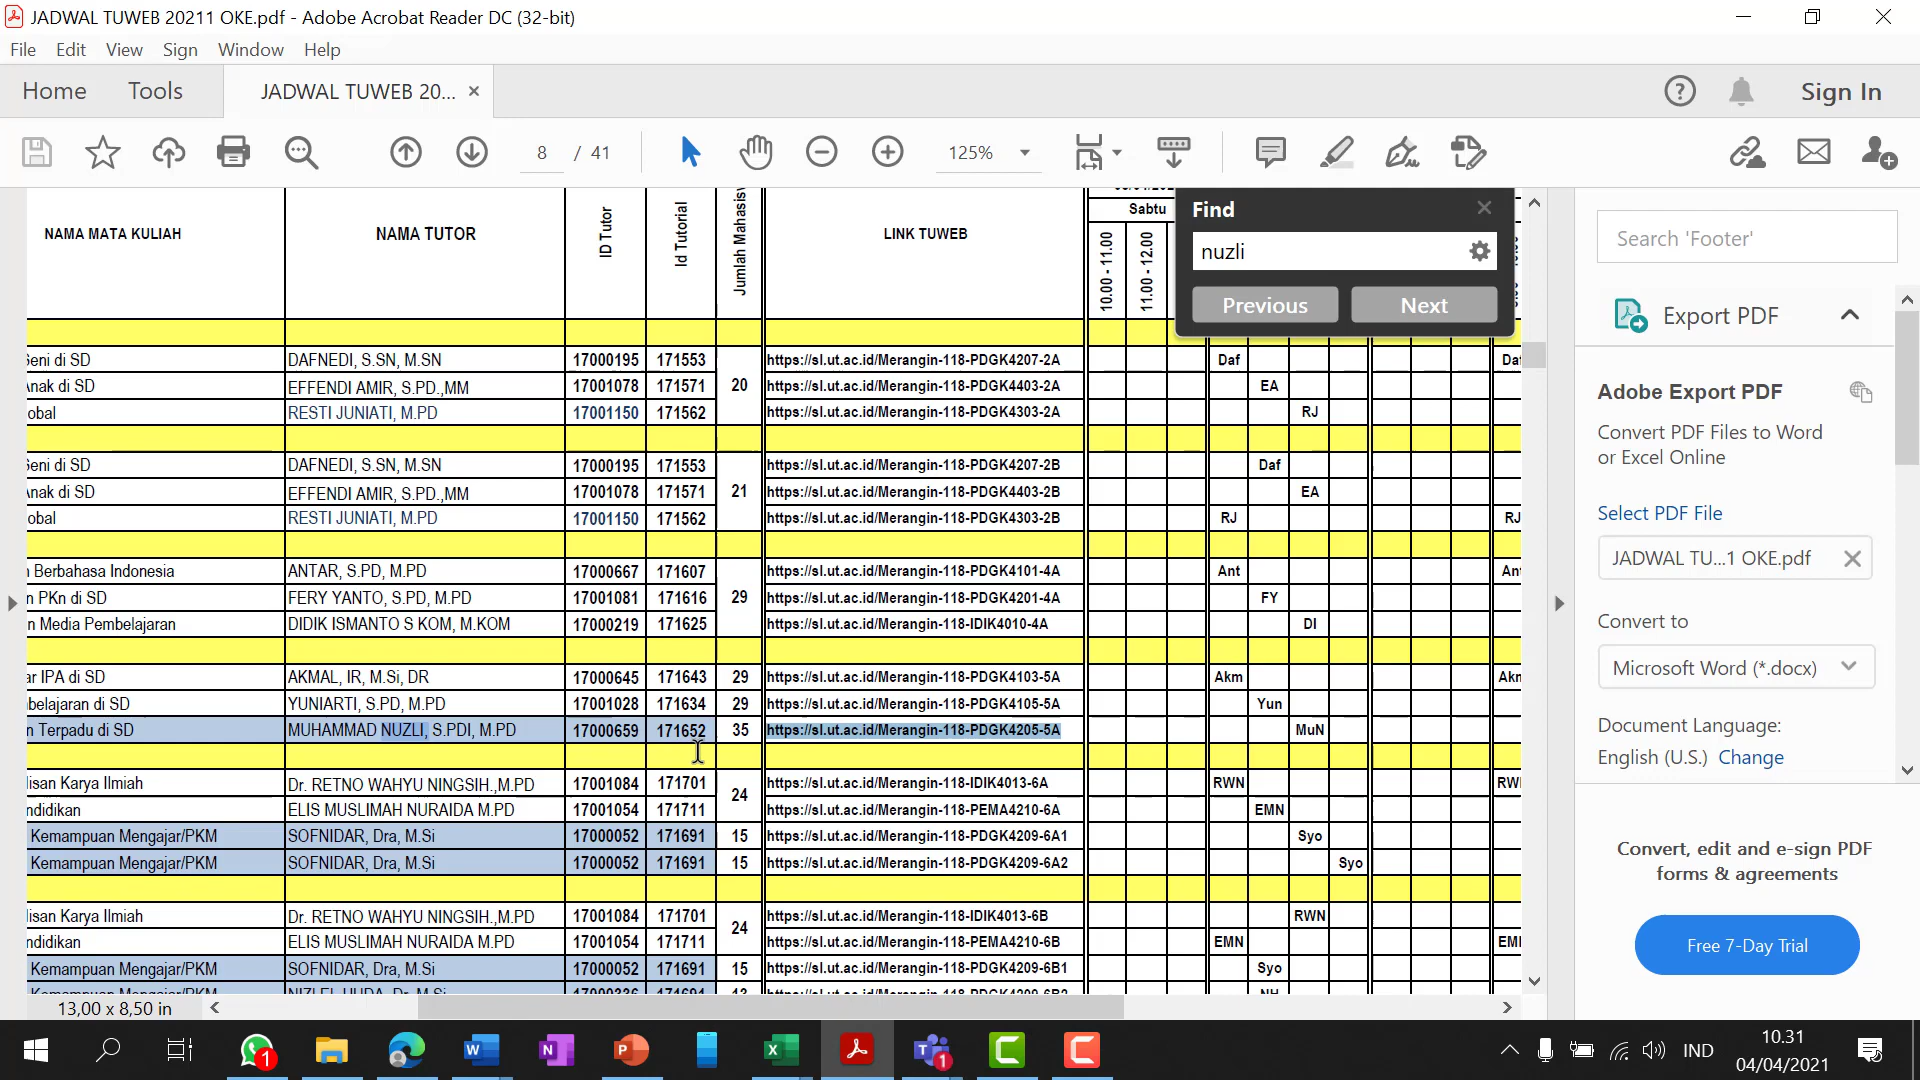 JADWAL TUWEB 20211 OKE.pdf - Adobe Acrobat Reader DC (32-bit)
File Edit View Sign Window Help
Home Tools JADWAL TUWEB 20... × Sign In
8 / 41 125%
NAMA MATA KULIAH NAMA TUTOR ID Tutor Id Tutorial LINK TUWEB Sabtu 10.00 - 11.00 11.00 - 12.00
Find
nuzli
Previous Next
Seni di SD DAFNEDI, S.SN, M.SN 17000195 171553 https://sl.ut.ac.id/Merangin-118-PDGK4207-2A Daf
Anak di SD EFFENDI AMIR, S.PD.,MM 17001078 171571 20 https://sl.ut.ac.id/Merangin-118-PDGK4403-2A EA
obal RESTI JUNIATI, M.PD 17001150 171562 https://sl.ut.ac.id/Merangin-118-PDGK4303-2A RJ
Seni di SD DAFNEDI, S.SN, M.SN 17000195 171553 https://sl.ut.ac.id/Merangin-118-PDGK4207-2B Daf
Anak di SD EFFENDI AMIR, S.PD.,MM 17001078 171571 21 https://sl.ut.ac.id/Merangin-118-PDGK4403-2B EA
obal RESTI JUNIATI, M.PD 17001150 171562 https://sl.ut.ac.id/Merangin-118-PDGK4303-2B RJ RJ
Berbahasa Indonesia ANTAR, S.PD, M.PD 17000667 171607 https://sl.ut.ac.id/Merangin-118-PDGK4101-4A Ant Ant
n PKn di SD FERY YANTO, S.PD, M.PD 17001081 171616 29 https://sl.ut.ac.id/Merangin-118-PDGK4201-4A FY
n Media Pembelajaran DIDIK ISMANTO S KOM, M.KOM 17000219 171625 https://sl.ut.ac.id/Merangin-118-IDIK4010-4A DI
ar IPA di SD AKMAL, IR, M.Si, DR 17000645 171643 29 https://sl.ut.ac.id/Merangin-118-PDGK4103-5A Akm
belajaran di SD YUNIARTI, S.PD, M.PD 17001028 171634 29 https://sl.ut.ac.id/Merangin-118-PDGK4105-5A Yun
n Terpadu di SD MUHAMMAD NUZLI, S.PDI, M.PD 17000659 171652 35 https://sl.ut.ac.id/Merangin-118-PDGK4205-5A MuN
lisan Karya Ilmiah Dr. RETNO WAHYU NINGSIH.,M.PD 17001084 171701 https://sl.ut.ac.id/Merangin-118-IDIK4013-6A RWN
ndidikan ELIS MUSLIMAH NURAIDA M.PD 17001054 171711 24 https://sl.ut.ac.id/Merangin-118-PEMA4210-6A EMN
Kemampuan Mengajar/PKM SOFNIDAR, Dra, M.Si 17000052 171691 15 https://sl.ut.ac.id/Merangin-118-PDGK4209-6A1 Syo
Kemampuan Mengajar/PKM SOFNIDAR, Dra, M.Si 17000052 171691 15 https://sl.ut.ac.id/Merangin-118-PDGK4209-6A2 Syo
lisan Karya Ilmiah Dr. RETNO WAHYU NINGSIH.,M.PD 17001084 171701 https://sl.ut.ac.id/Merangin-118-IDIK4013-6B RWN
ndidikan ELIS MUSLIMAH NURAIDA M.PD 17001054 171711 24 https://sl.ut.ac.id/Merangin-118-PEMA4210-6B EMN
Kemampuan Mengajar/PKM SOFNIDAR, Dra, M.Si 17000052 171691 15 https://sl.ut.ac.id/Merangin-118-PDGK4209-6B1 Syo
13,00 x 8,50 in
Search 'Footer'
Export PDF
Adobe Export PDF
Convert PDF Files to Word
or Excel Online
Select PDF File
JADWAL TU...1 OKE.pdf
Convert to
Microsoft Word (*.docx)
Document Language:
English (U.S.) Change
Convert, edit and e-sign PDF
forms & agreements
Free 7-Day Trial
1 1 IND
10.31
04/04/2021